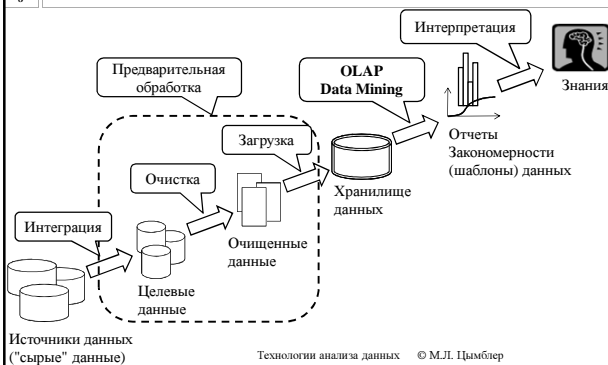 Интерпретация
Знания
Предварительная
обработка
OLAP
Data Mining
Отчеты
Закономерности
(шаблоны) данных
Загрузка
Хранилище
данных
Очистка
Очищенные
данные
Интеграция
Целевые
данные
Источники данных
("сырые" данные)
Технологии анализа данных © М.Л. Цымблер